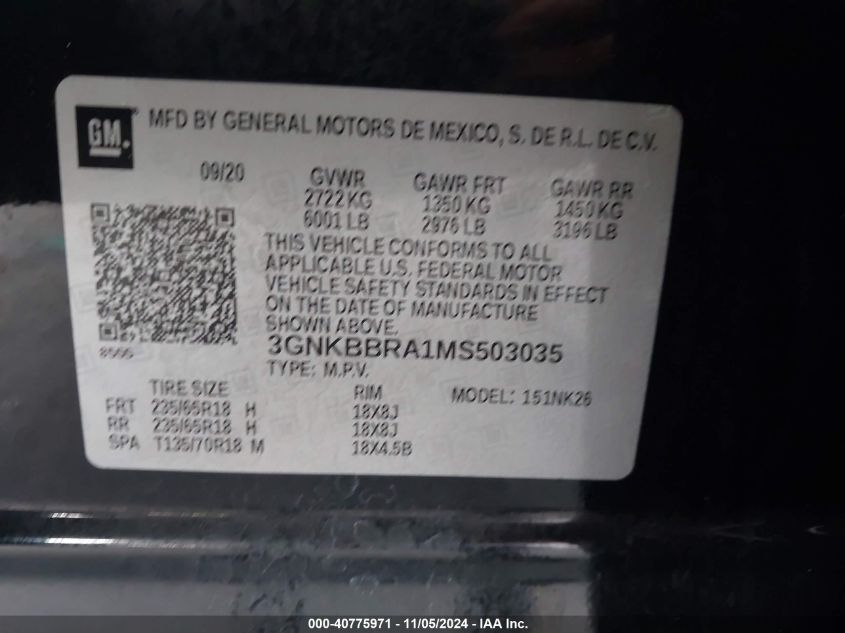 GM
MFD BY GENERAL MOTORS DE MEXICO, S. DE R.L. DE C.V.
09/20 GVWR GAWR FRT GAWR RR
2722 KG 1350 KG 1450 KG
6001 LB 2976 LB 3196 LB
THIS VEHICLE CONFORMS TO ALL
APPLICABLE U.S. FEDERAL MOTOR
VEHICLE SAFETY STANDARDS IN EFFECT
ON THE DATE OF MANUFACTURE
SHOWN ABOVE.
3GNKBBRA1MS503035
TYPE: M.P.V.
TIRE SIZE RIM MODEL: 151NK26
FRT 235/65R18 H 18X8J
RR 235/65R18 H 18X8J
SPA T135/70R18 M 18X4.5B
000-40775971 - 11/05/2024 - IAA Inc.